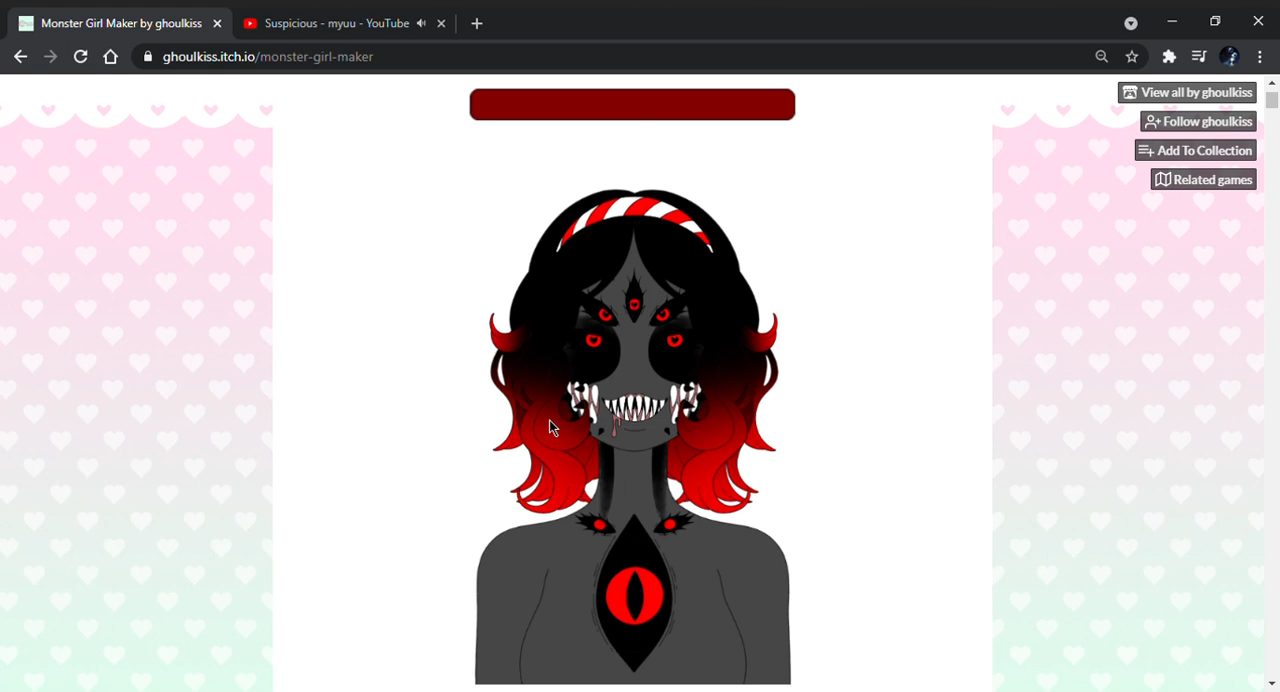 Monster Girl Maker by ghoulkiss
Suspicious - myuu - YouTube
ghoulkiss.itch.io/monster-girl-maker
View all by ghoulkiss
Follow ghoulkiss
Add To Collection
Related games